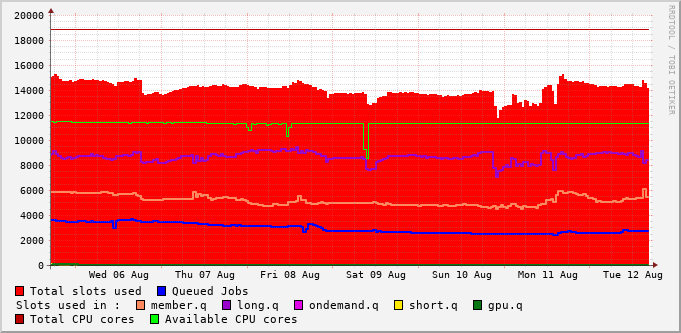 20000
18000
16000
14000
12000
10000
8000
6000
4000
2000
0
Wed 06 Aug Thu 07 Aug Fri 08 Aug Sat 09 Aug Sun 10 Aug Mon 11 Aug Tue 12 Aug
Total slots used Queued Jobs
Slots used in : member.q long.q ondemand.q short.q gpu.q
Total CPU cores Available CPU cores
RRDTOOL / TOBI OETIKER